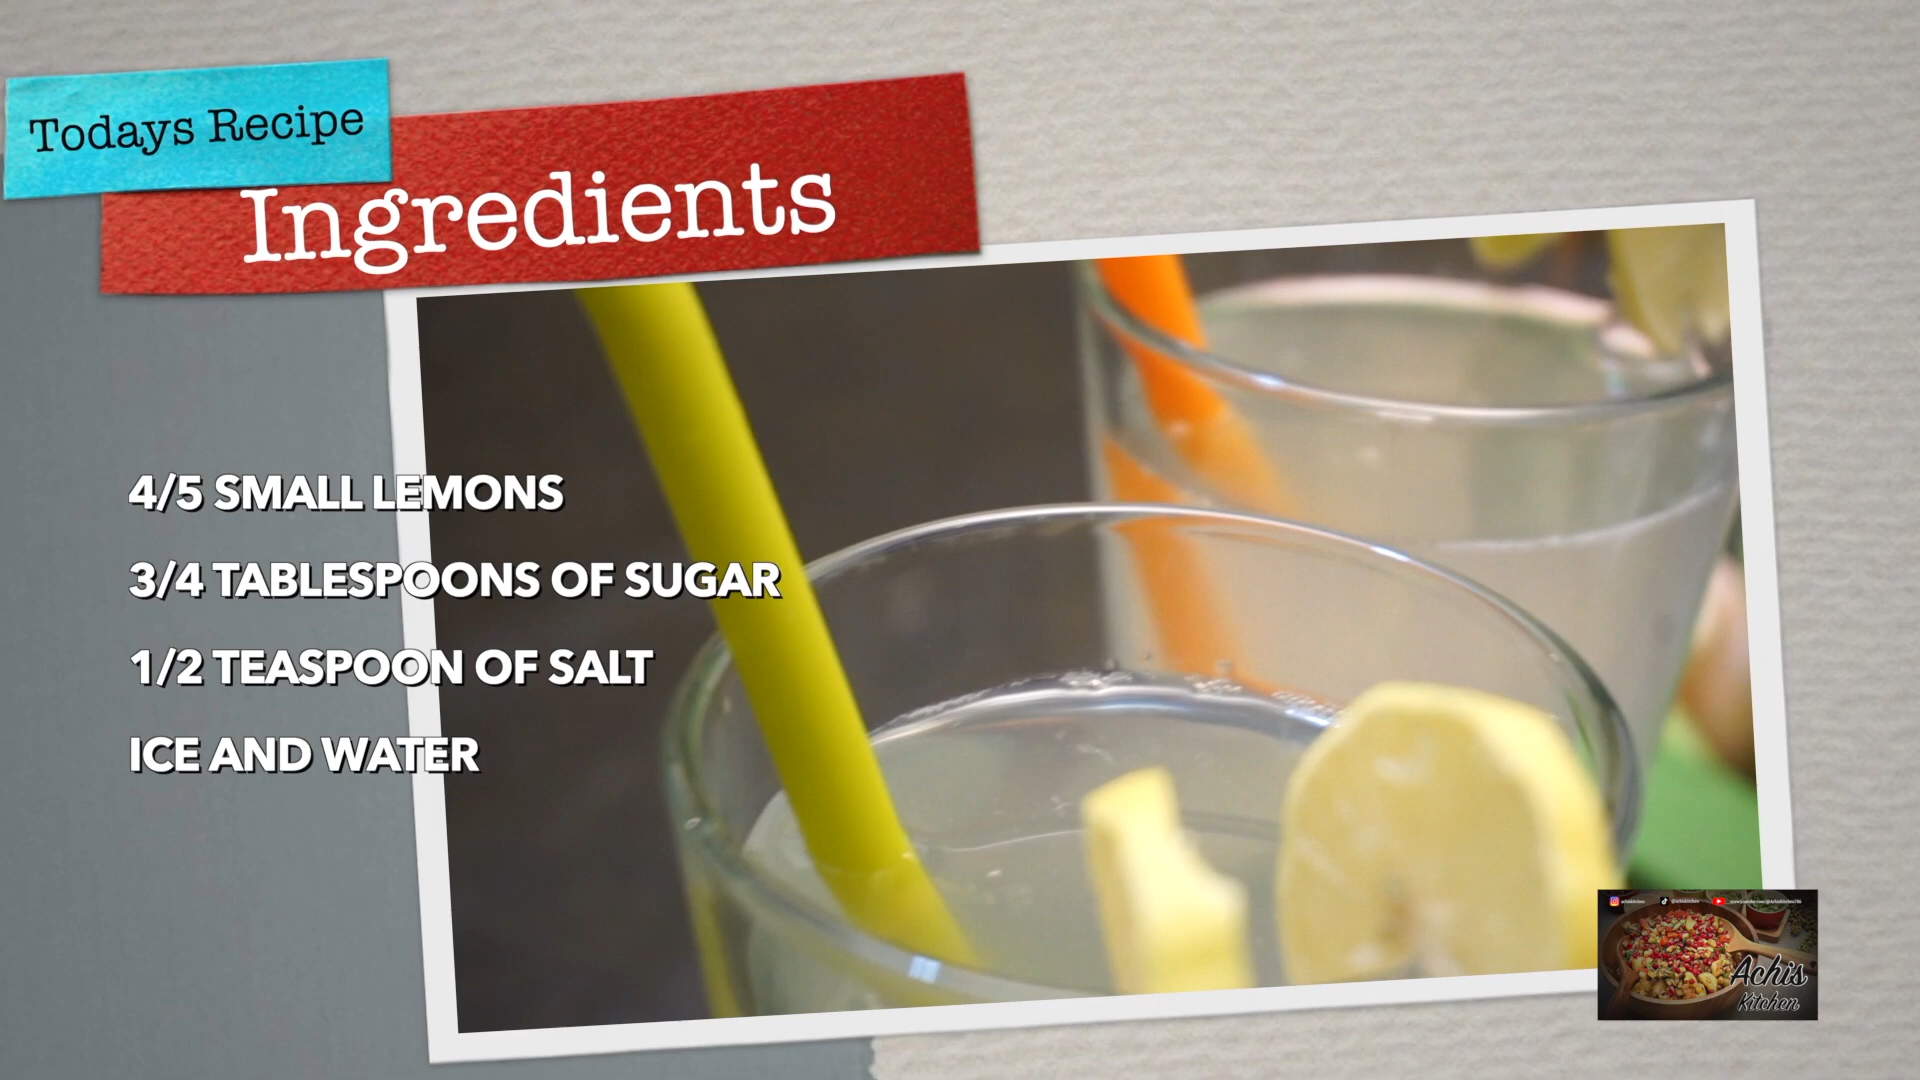 Todays Recipe
Ingredients
4/5 SMALL LEMONS
3/4 TABLESPOONS OF SUGAR
1/2 TEASPOON OF SALT
ICE AND WATER
Achis
Kitchen